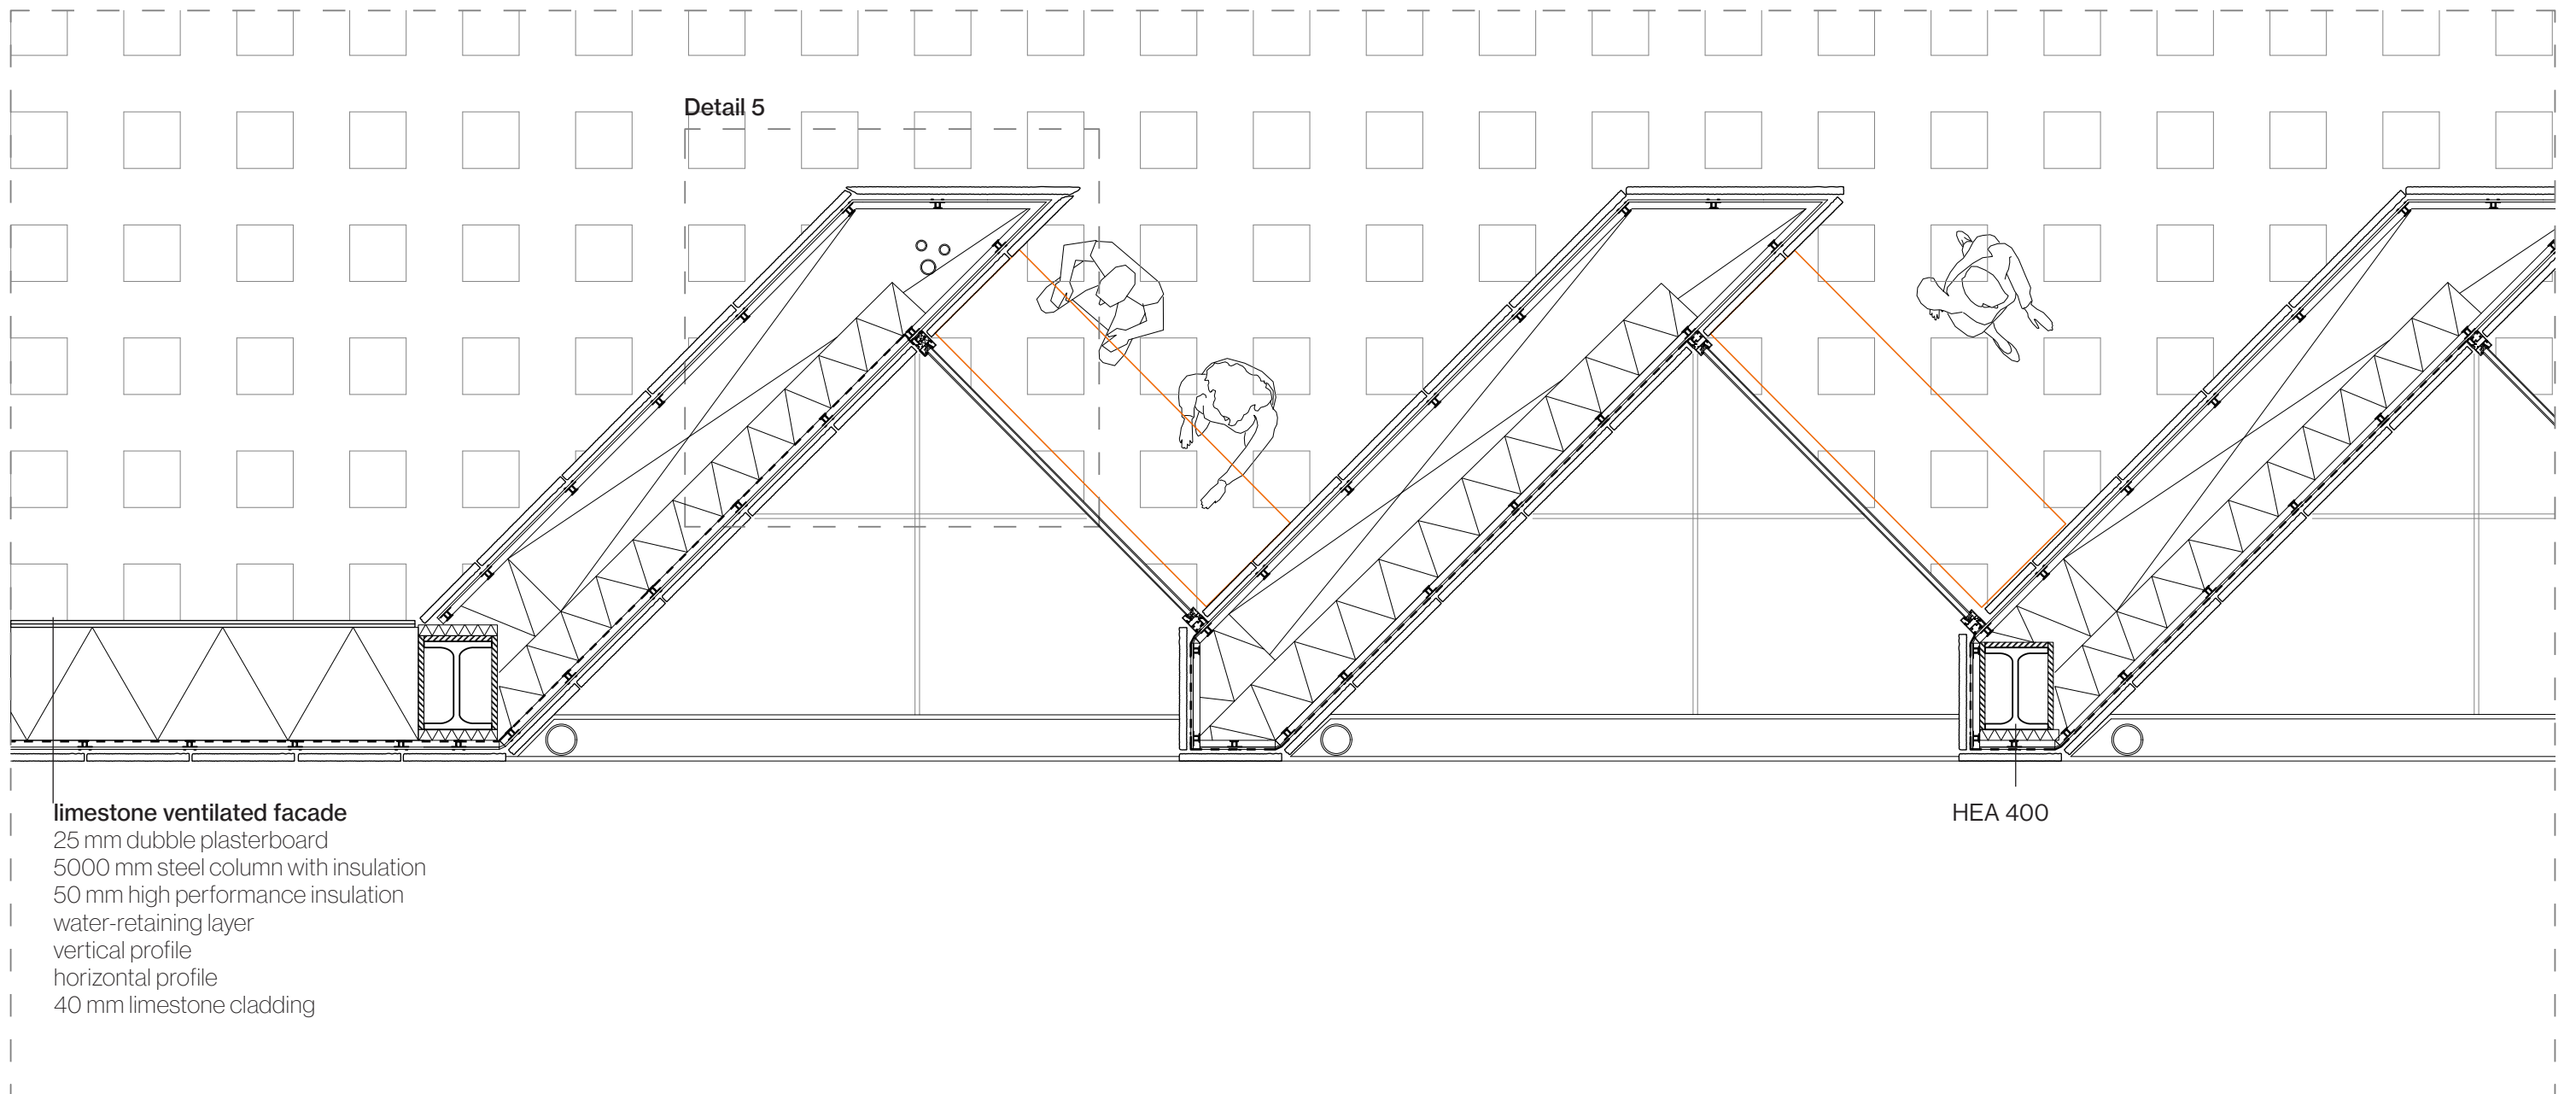 Detail 5
limestone ventilated facade
25 mm dubble plasterboard
5000 mm steel column with insulation
50 mm high performance insulation
water-retaining layer
vertical profile
horizontal profile
40 mm limestone cladding
HEA 400